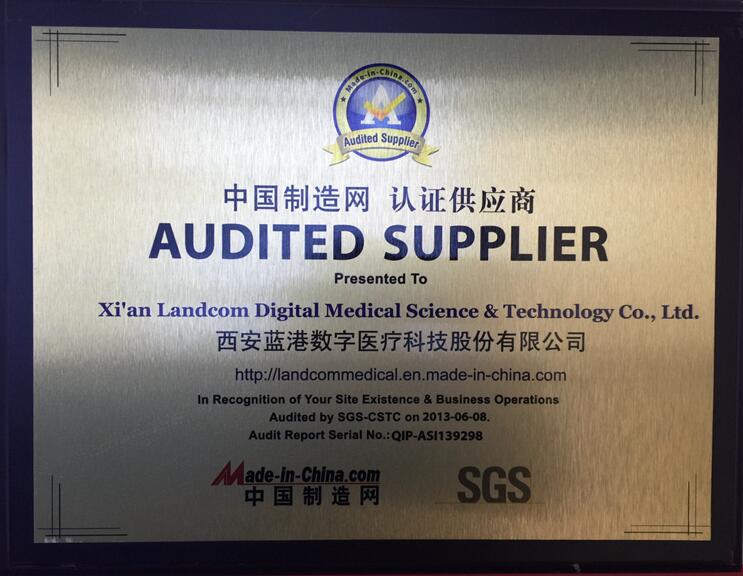 Made-in-China.com
Audited Supplier
中国制造网 认证供应商
AUDITED SUPPLIER
Presented To
Xi'an Landcom Digital Medical Science & Technology Co., Ltd.
西安蓝港数字医疗科技股份有限公司
http://landcommedical.en.made-in-china.com
In Recognition of Your Site Existence & Business Operations
Audited by SGS-CSTC on 2013-06-08.
Audit Report Serial No.: QIP-ASI139298
Made-in-China.com
中国制造网
SGS